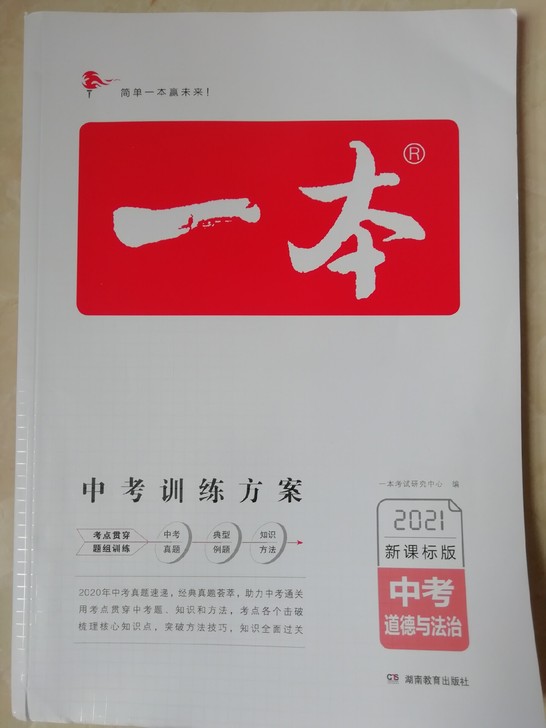 简单一本赢未来！
一本®
中考训练方案
一本考试研究中心 编
考点贯穿
题组训练
中考
真题
典型
例题
知识
方法
2021
新课标版
中考
道德与法治
2020年中考真题速递，经典真题荟萃，助力中考通关
用考点贯穿中考题、知识和方法，考点各个击破
梳理核心知识点，突破方法技巧，知识全面过关
湖南教育出版社